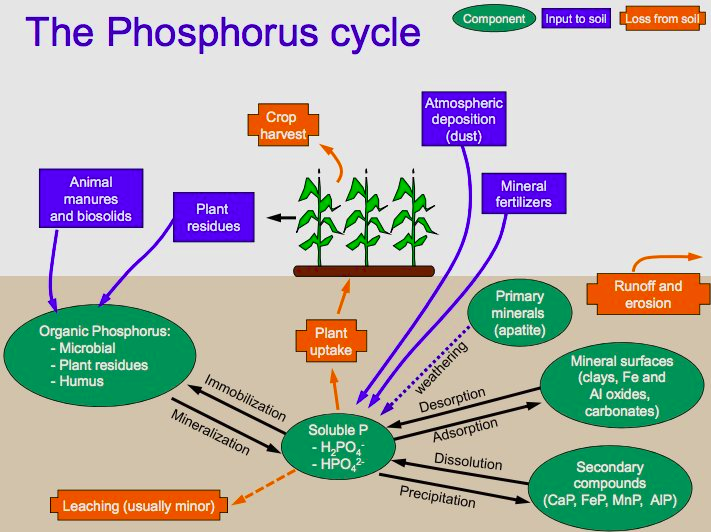 The Phosphorus cycle
Component
Input to soil
Loss from soil
Atmospheric
deposition
(dust)
Crop
harvest
Animal
manures
and biosolids
Plant
residues
Mineral
fertilizers
Runoff and
erosion
Primary
minerals
(apatite)
Organic Phosphorus:
- Microbial
- Plant residues
- Humus
Plant
uptake
weathering
Mineral surfaces
(clays, Fe and
Al oxides,
carbonates)
Immobilization
Mineralization
Desorption
Adsorption
Soluble P
- H₂PO₄⁻
- HPO₄²⁻
Dissolution
Precipitation
Secondary
compounds
(CaP, FeP, MnP, AlP)
Leaching (usually minor)